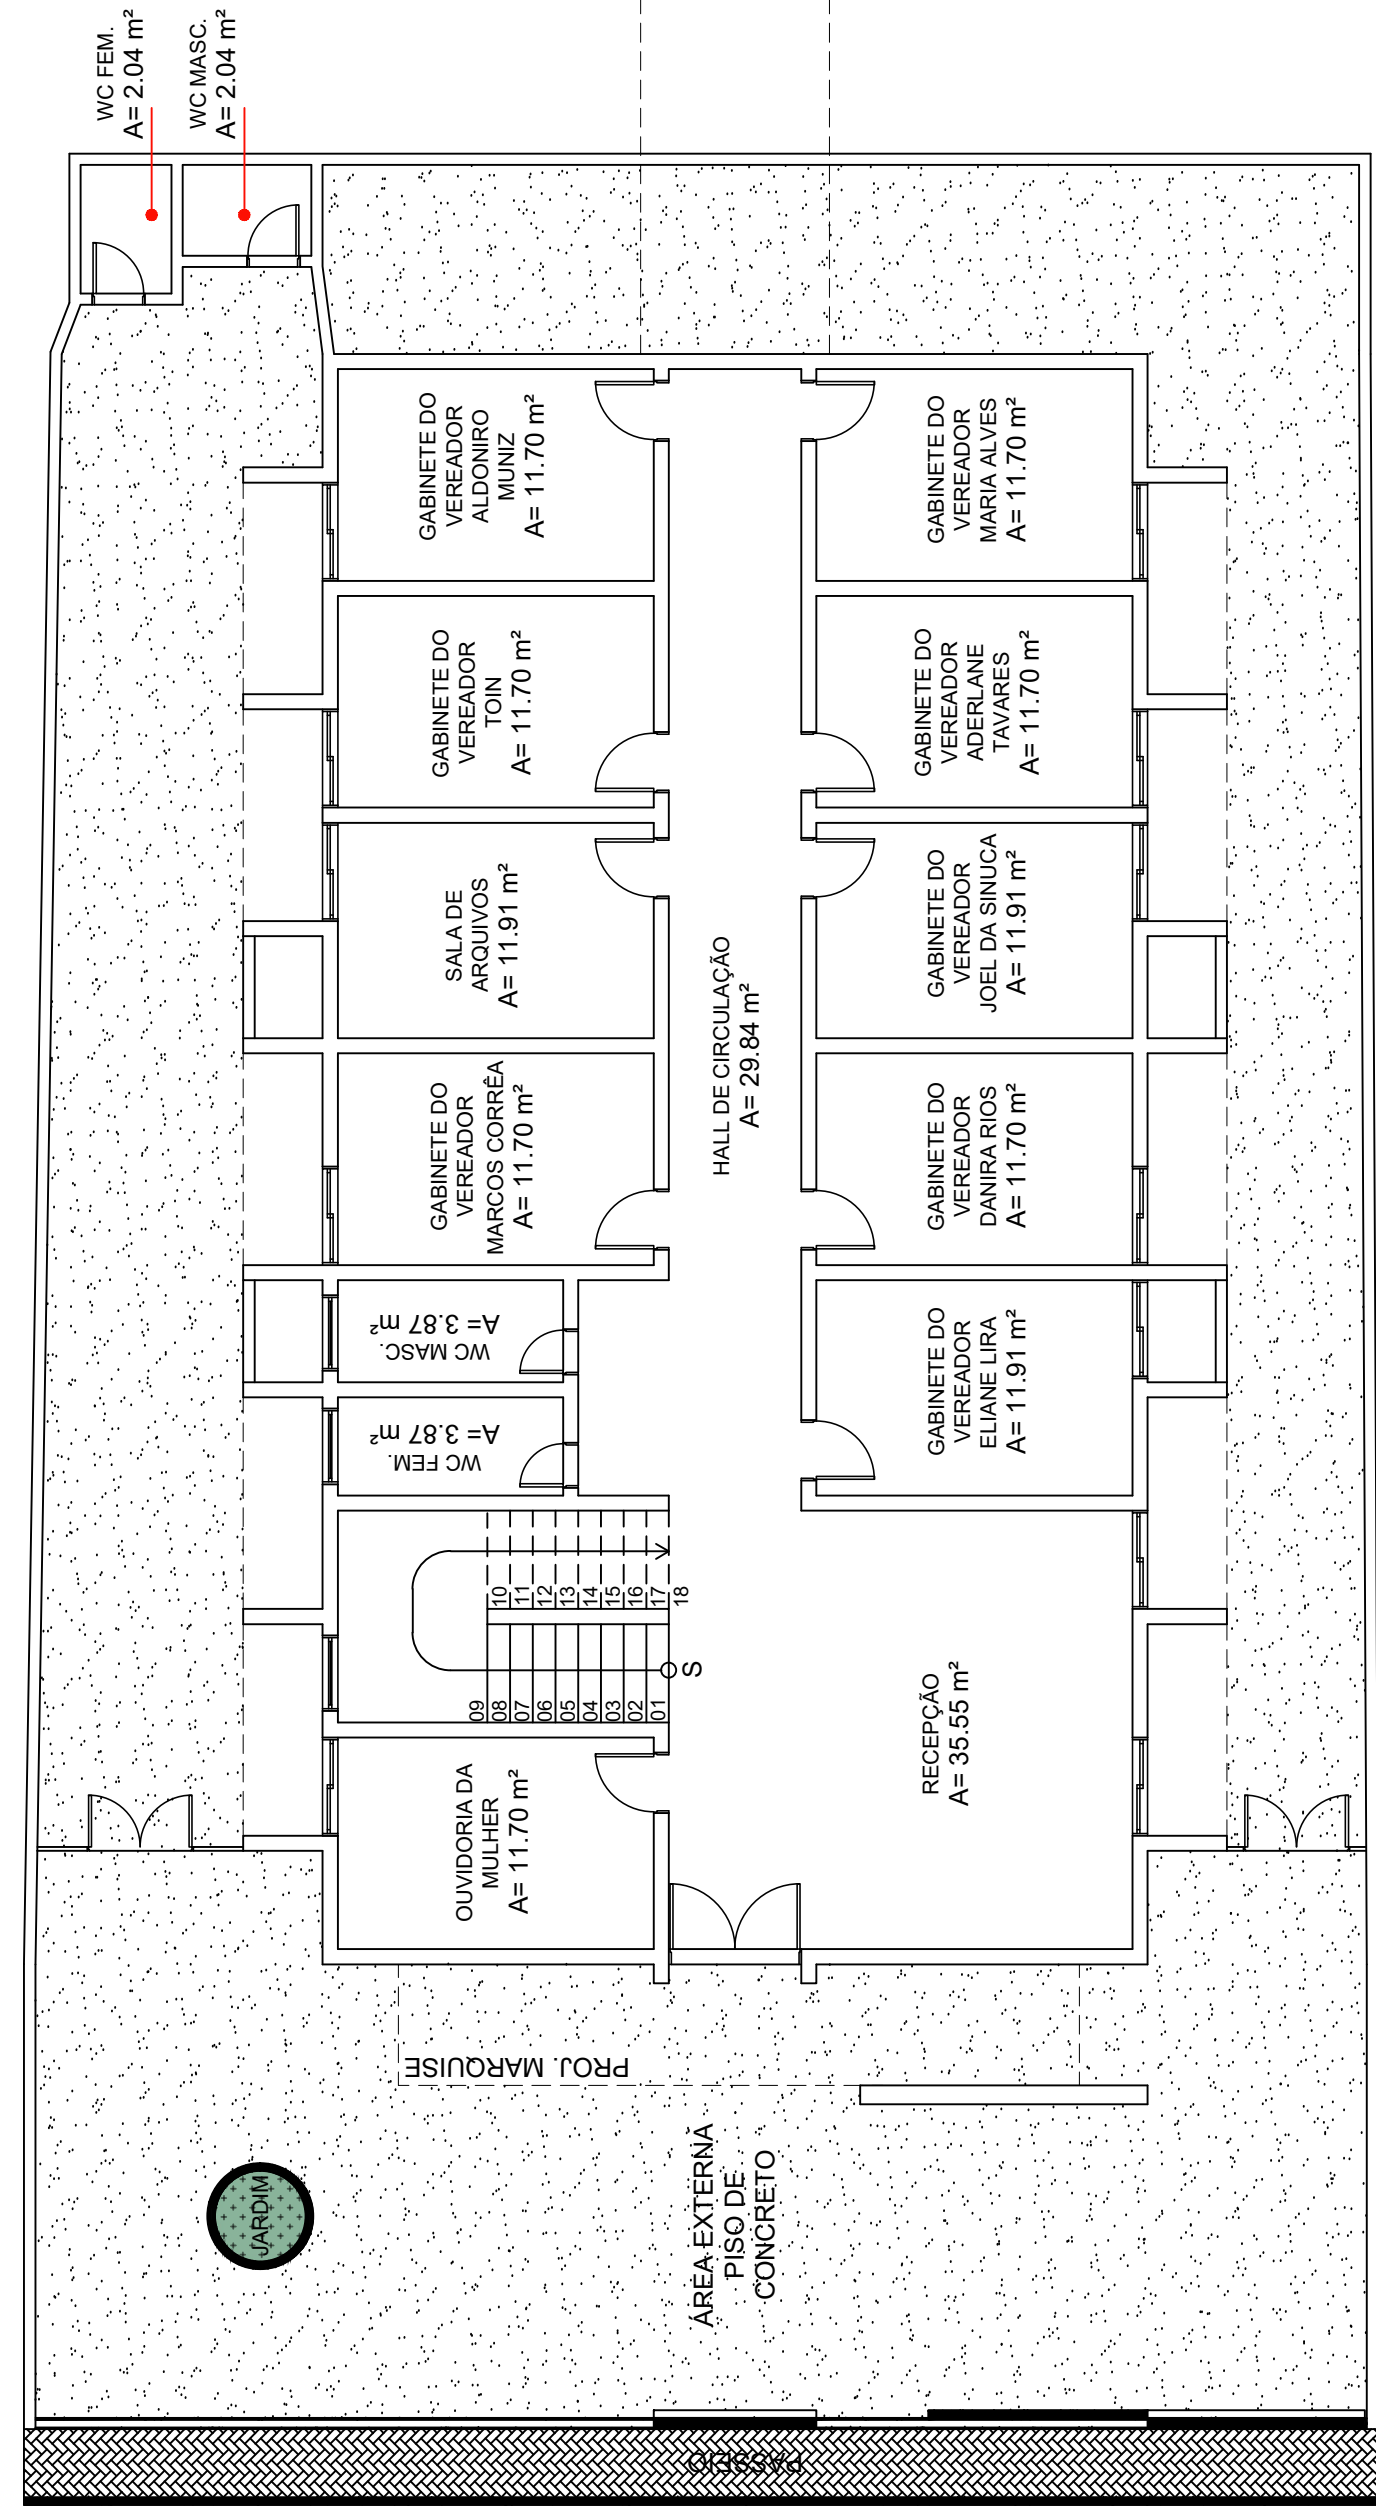 WC FEM.
A= 2.04 m²
WC MASC.
A= 2.04 m²
GABINETE DO
VEREADOR
ALDONIRO
MUNIZ
A= 11.70 m²
GABINETE DO
VEREADOR
MARIA ALVES
A= 11.70 m²
GABINETE DO
VEREADOR
TOIN
A= 11.70 m²
GABINETE DO
VEREADOR
ADERLANE
TAVARES
A= 11.70 m²
SALA DE
ARQUIVOS
A= 11.91 m²
GABINETE DO
VEREADOR
JOEL DA SINUCA
A= 11.91 m²
HALL DE CIRCULAÇÃO
A= 29.84 m²
GABINETE DO
VEREADOR
MARCOS CORRÊA
A= 11.70 m²
GABINETE DO
VEREADOR
DANIRA RIOS
A= 11.70 m²
WC MASC.
A= 3.87 m²
WC FEM.
A= 3.87 m²
GABINETE DO
VEREADOR
ELIANE LIRA
A= 11.91 m²
10
11
12
13
14
15
16
17
18
09
08
07
06
05
04
03
02
01
S
RECEPÇÃO
A= 35.55 m²
OUVIDORIA DA
MULHER
A= 11.70 m²
PROJ. MARQUISE
JARDIM
ÁREA EXTERNA
PISO DE
CONCRETO
PASSEIO